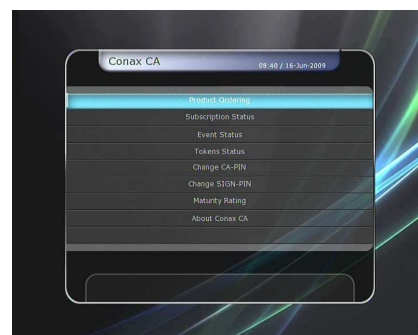 Conax CA
08:40 / 16-Jun-2009
Product Ordering
Subscription Status
Event Status
Tokens Status
Change CA-PIN
Change SIGN-PIN
Maturity Rating
About Conax CA